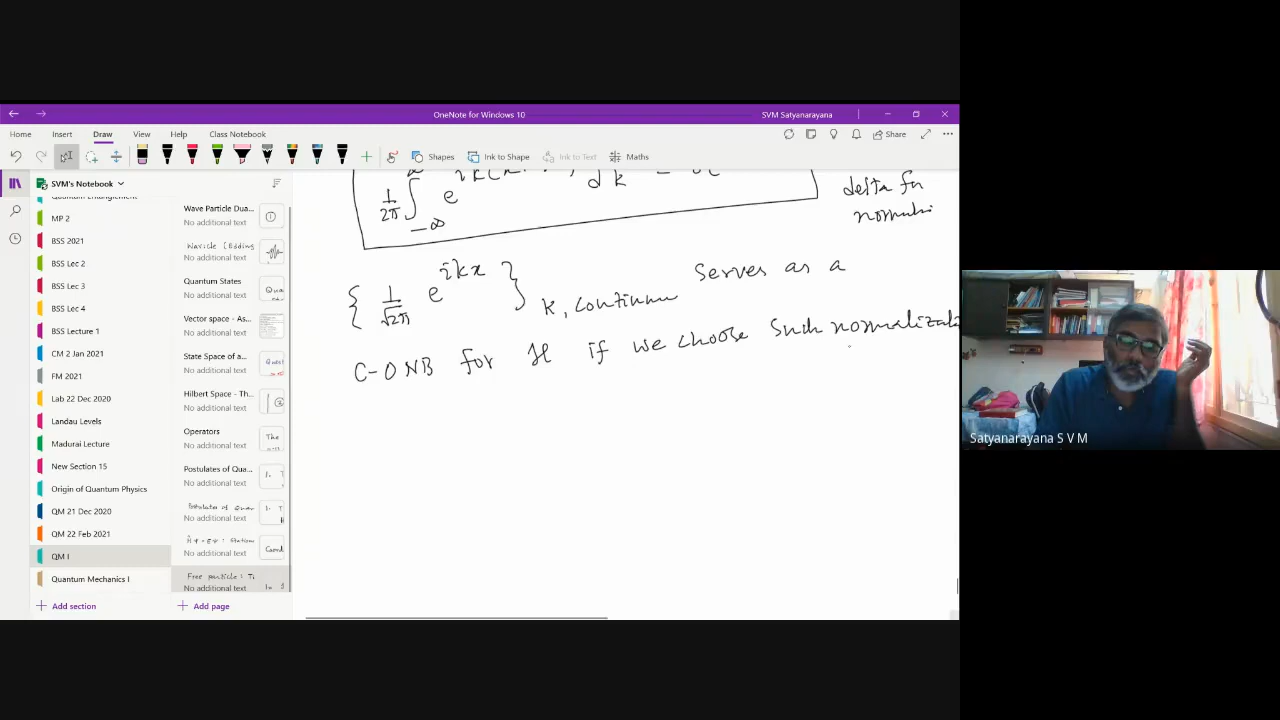 OneNote for Windows 10
SVM Satyanarayana
Home Insert Draw View Help Class Notebook
Share
Shapes Ink to Shape Ink to Text Maths
SVM's Notebook
Quantum Entanglement
MP 2
BSS 2021
BSS Lec 2
BSS Lec 3
BSS Lec 4
BSS Lecture 1
CM 2 Jan 2021
FM 2021
Lab 22 Dec 2020
Landau Levels
Madurai Lecture
New Section 15
Origin of Quantum Physics
QM 21 Dec 2020
QM 22 Feb 2021
QM I
Quantum Mechanics I
Add section
Wave Particle Dua...
No additional text
No additional text
Quantum States
No additional text
Vector space - As...
No additional text
State Space of a...
No additional text
Hilbert Space - Th...
No additional text
Operators
No additional text
Postulates of Qua...
No additional text
No additional text
No additional text
Free particle: Ti
No additional text
Add page
1/2π ∫_{-∞}^{∞} e dk =
delta fn
{ 1/√2π e^{ikx} } k, continuum Serves as a
C-ONB for H if we choose such
Satyanarayana S V M